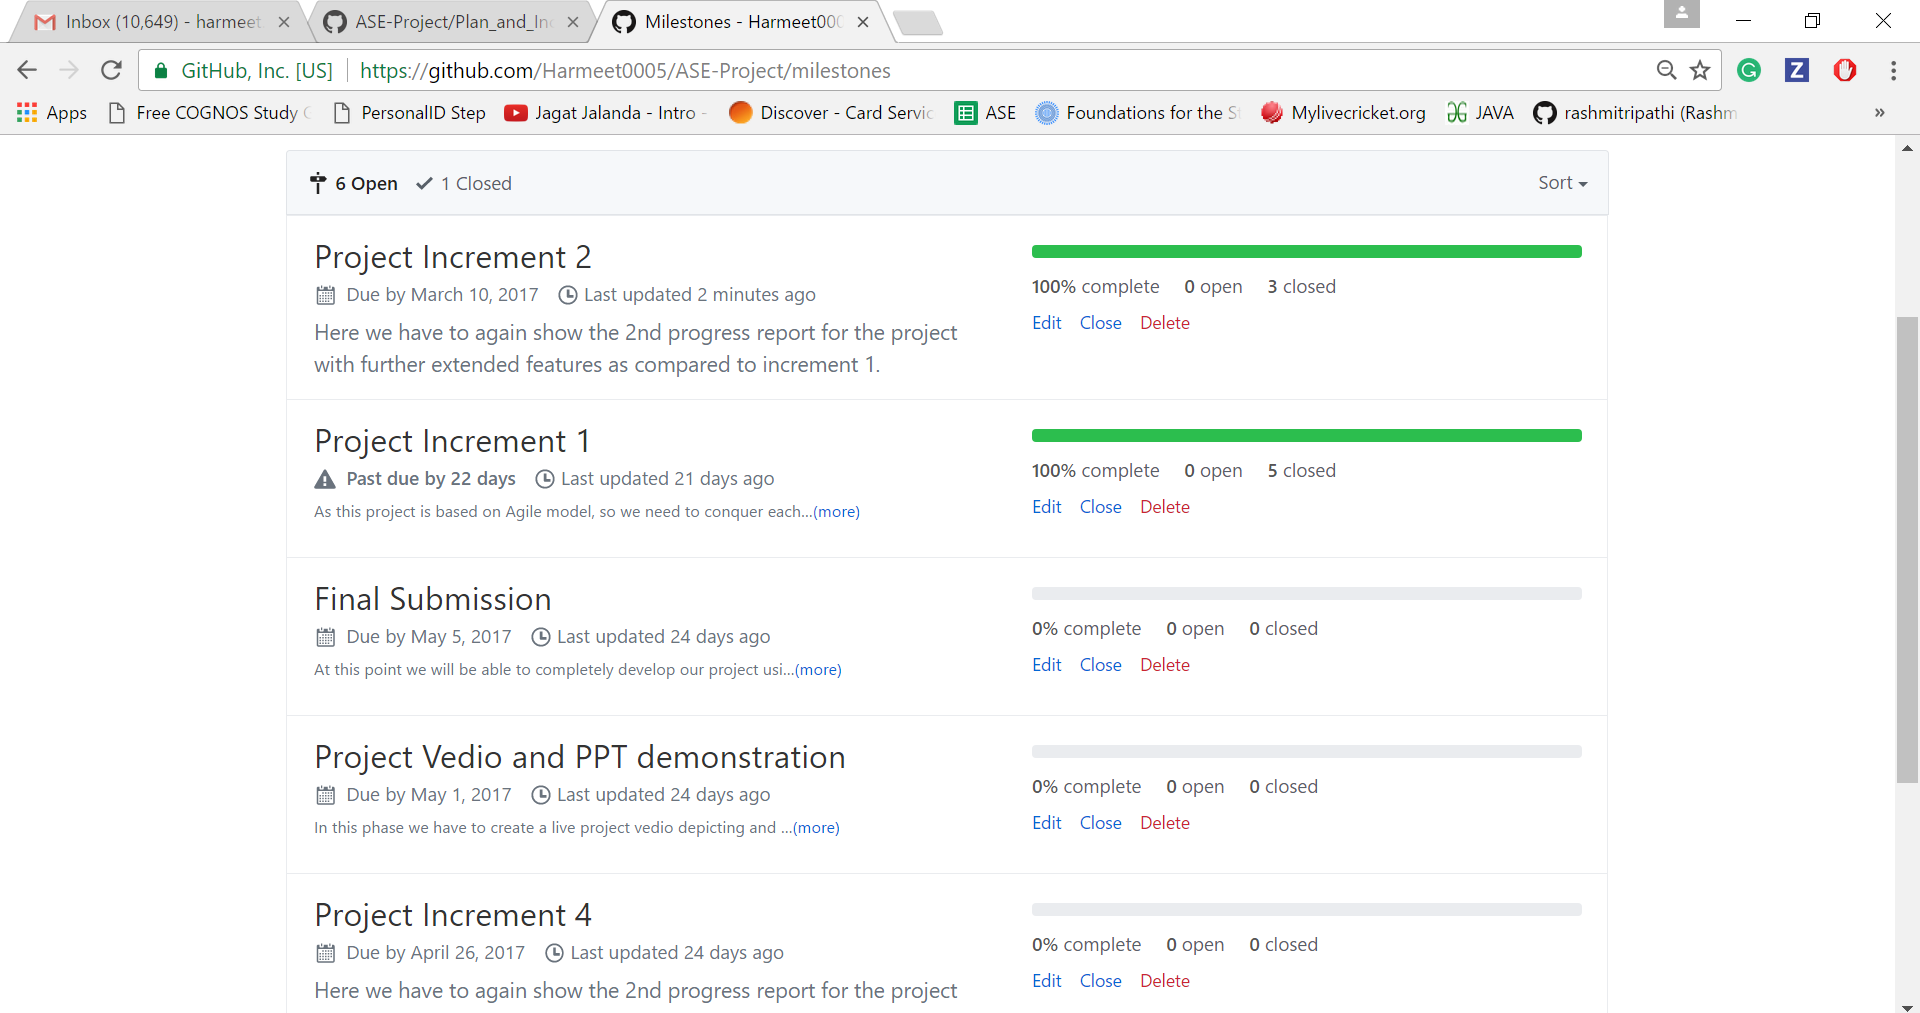 Inbox (10,649) - harmeet
ASE-Project/Plan_and_Inc
Milestones - Harmeet000
GitHub, Inc. [US] https://github.com/Harmeet0005/ASE-Project/milestones
Apps Free COGNOS Study PersonalID Step Jagat Jalanda - Intro - Discover - Card Servic ASE Foundations for the St Mylivecricket.org JAVA rashmitripathi (Rashm »
6 Open 1 Closed Sort
Project Increment 2
Due by March 10, 2017 Last updated 2 minutes ago
Here we have to again show the 2nd progress report for the project
with further extended features as compared to increment 1.
100% complete 0 open 3 closed
Edit Close Delete
Project Increment 1
Past due by 22 days Last updated 21 days ago
As this project is based on Agile model, so we need to conquer each...(more)
100% complete 0 open 5 closed
Edit Close Delete
Final Submission
Due by May 5, 2017 Last updated 24 days ago
At this point we will be able to completely develop our project usi...(more)
0% complete 0 open 0 closed
Edit Close Delete
Project Vedio and PPT demonstration
Due by May 1, 2017 Last updated 24 days ago
In this phase we have to create a live project vedio depicting and ...(more)
0% complete 0 open 0 closed
Edit Close Delete
Project Increment 4
Due by April 26, 2017 Last updated 24 days ago
Here we have to again show the 2nd progress report for the project
0% complete 0 open 0 closed
Edit Close Delete